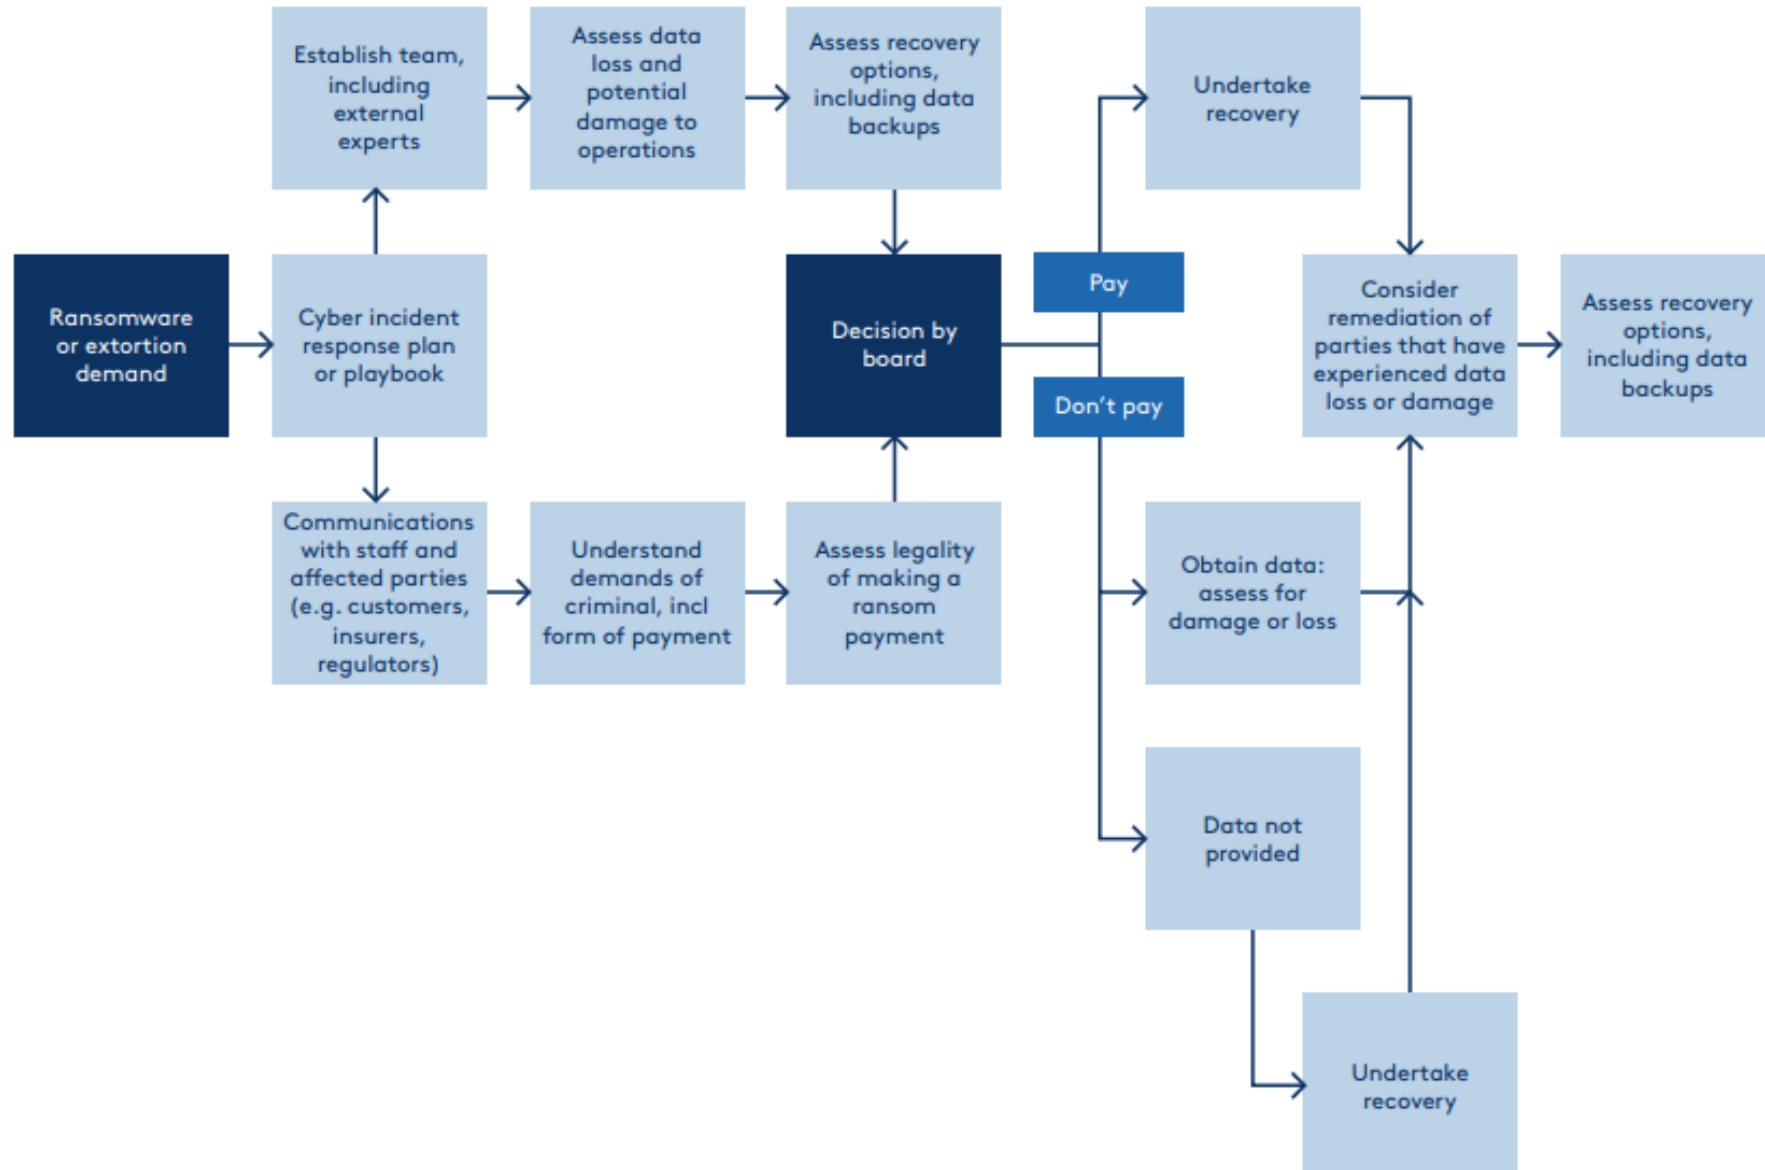 Establish team,
including
external
experts
Assess data
loss and
potential
damage to
operations
Assess recovery
options,
including data
backups
Undertake
recovery
Ransomware
or extortion
demand
Cyber incident
response plan
or playbook
Decision by
board
Pay
Don't pay
Consider
remediation of
parties that have
experienced data
loss or damage
Assess recovery
options,
including data
backups
Communications
with staff and
affected parties
(e.g. customers,
insurers,
regulators)
Understand
demands of
criminal, incl
form of payment
Assess legality
of making a
ransom
payment
Obtain data:
assess for
damage or loss
Data not
provided
Undertake
recovery